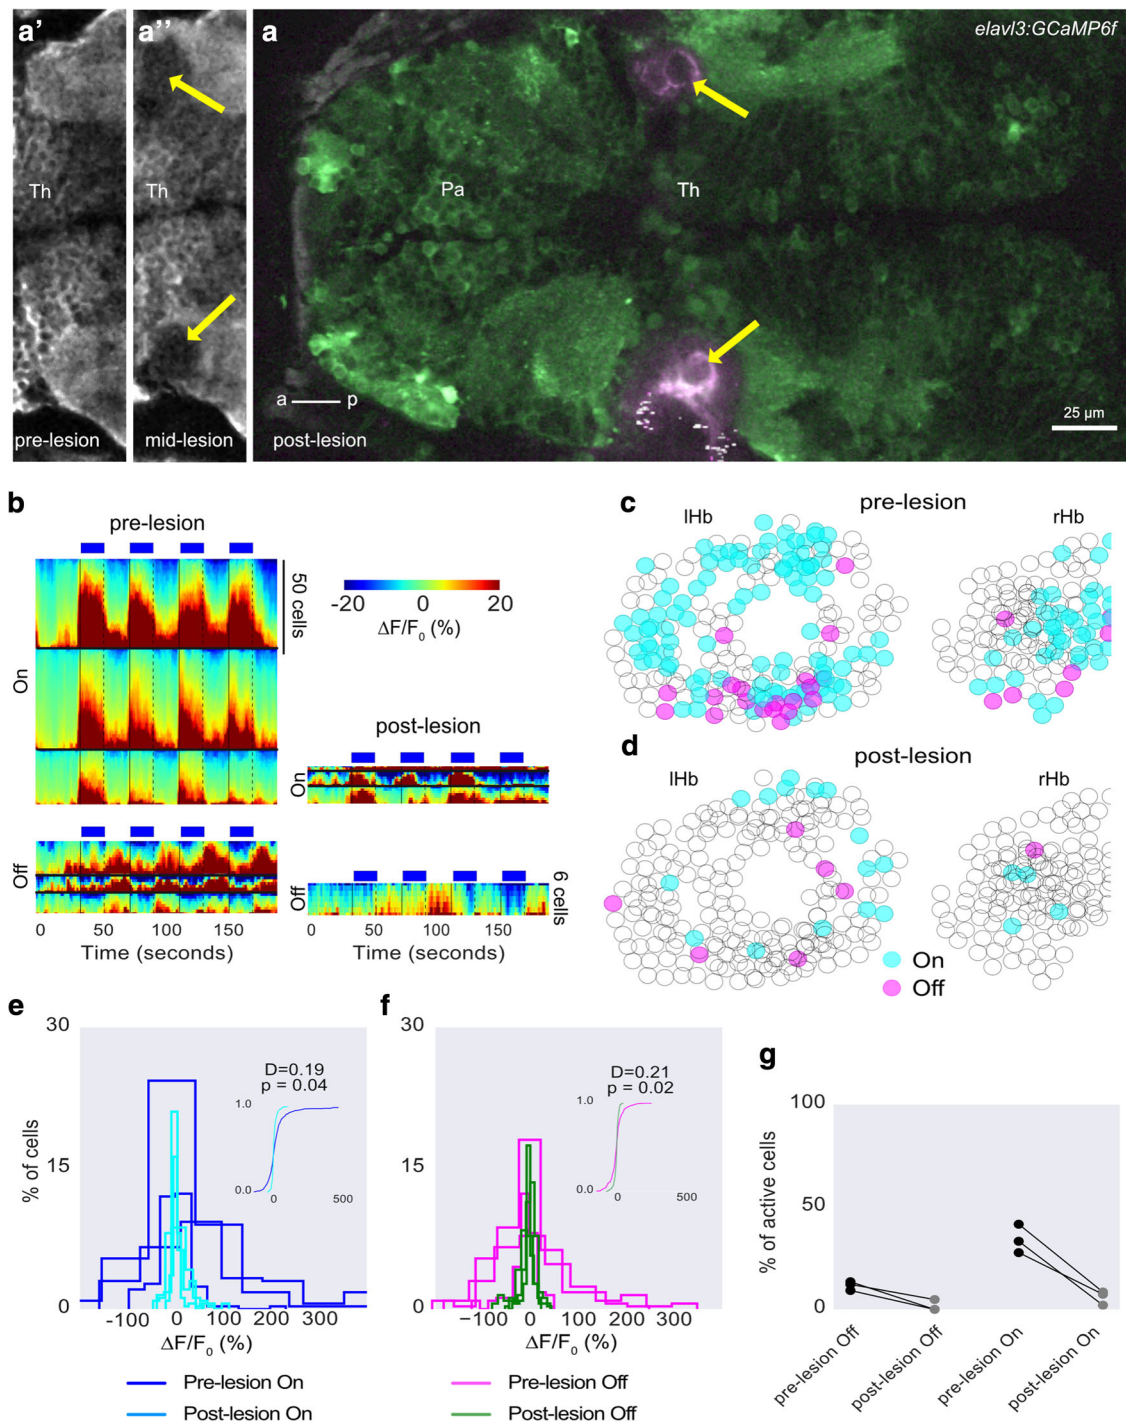 a' a'' a elavl3:GCaMP6f
Th Th Pa Th
a p
25 µm
pre-lesion mid-lesion post-lesion
b
pre-lesion
50 cells
-20 0 20
ΔF/F0 (%)
On
post-lesion
On
Off
Off
6 cells
0 50 100 150
Time (seconds)
0 50 100 150
Time (seconds)
c pre-lesion
lHb rHb
d post-lesion
lHb rHb
On
Off
e
30
15
0
% of cells
D=0.19
p = 0.04
1.0
0.0
0 500
-100 0 100 200 300
ΔF/F0 (%)
Pre-lesion On
Post-lesion On
f
30
15
0
D=0.21
p = 0.02
1.0
0.0
0 500
-100 0 100 200 300
ΔF/F0 (%)
Pre-lesion Off
Post-lesion Off
g
100
50
0
% of active cells
pre-lesion Off
post-lesion Off
pre-lesion On
post-lesion On